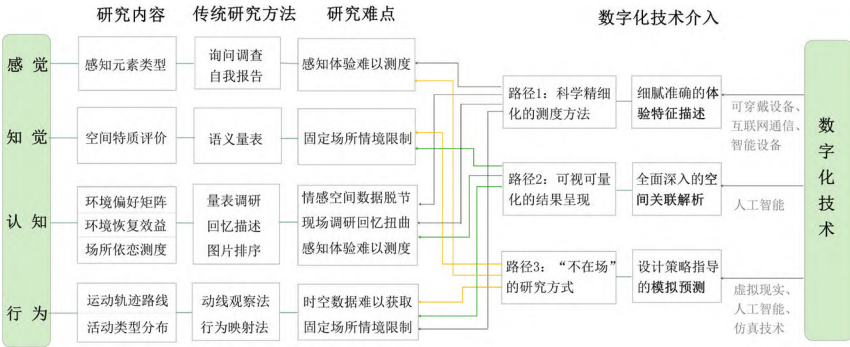 研究内容
传统研究方法
研究难点
数字化技术介入
感觉
感知元素类型
询问调查
自我报告
感知体验难以测度
知觉
空间特质评价
语义量表
固定场所情境限制
认知
环境偏好矩阵
环境恢复效益
场所依恋测度
量表调研
回忆描述
图片排序
情感空间数据脱节
现场调研回忆扭曲
感知体验难以测度
行为
运动轨迹路线
活动类型分布
动线观察法
行为映射法
时空数据难以获取
固定场所情境限制
路径1：科学精细
化的测度方法
细腻准确的体
验特征描述
可穿戴设备、
互联网通信、
智能设备
路径2：可视可量
化的结果呈现
全面深入的空
间关联解析
人工智能
路径3：“不在场”
的研究方式
设计策略指导
的模拟预测
虚拟现实、
人工智能、
仿真技术
数字化技术